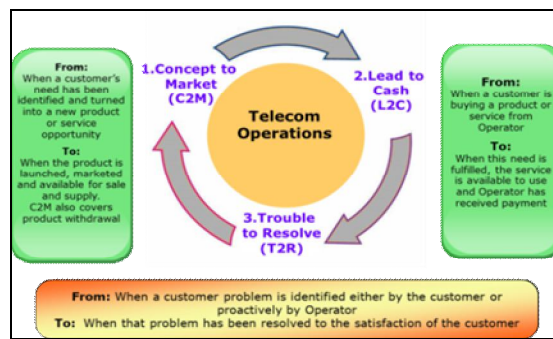 From:
When a customer's
need has been
identified and turned
into a new product
or service
opportunity
To:
When the product is
launched, marketed
and available for sale
and supply.
C2M also covers
product withdrawal
1.Concept to
Market
(C2M)
Telecom
Operations
2.Lead to
Cash
(L2C)
3.Trouble
to Resolve
(T2R)
From:
When a customer is
buying a product or
service from
Operator
To:
When this need is
fulfilled, the service
is available to use
and Operator has
received payment
From: When a customer problem is identified either by the customer or
proactively by Operator
To: When that problem has been resolved to the satisfaction of the customer